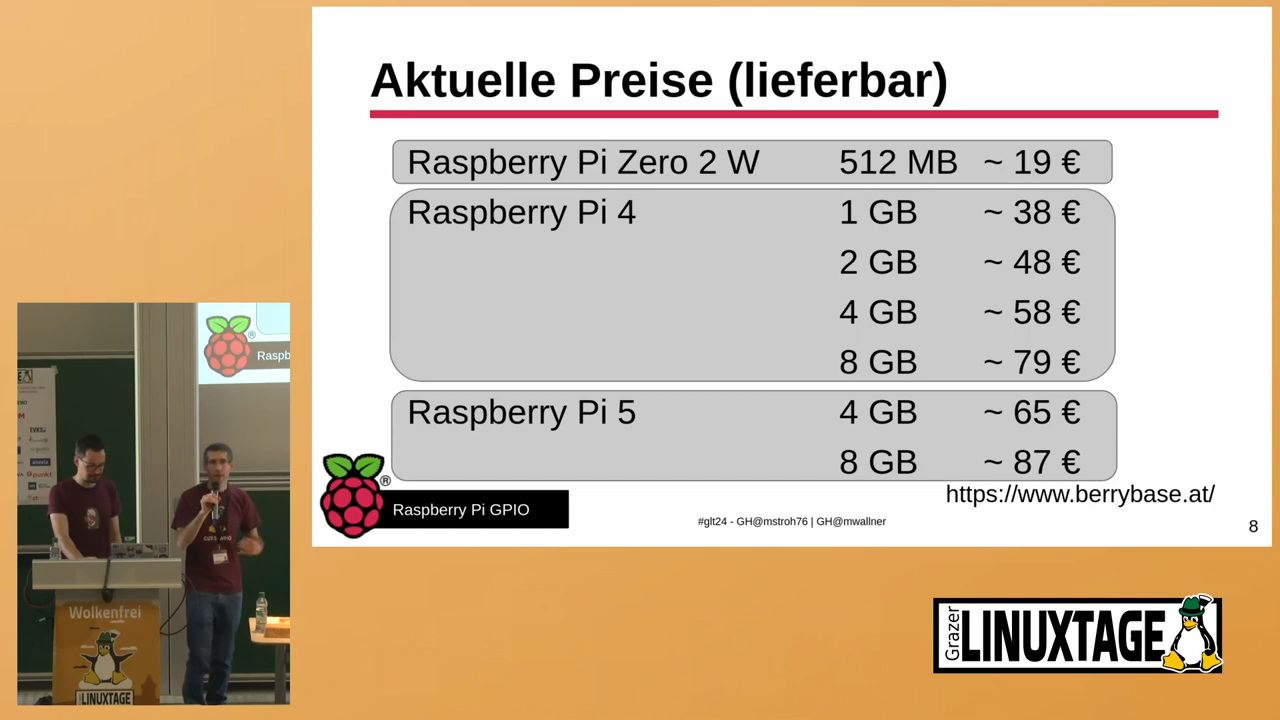 Aktuelle Preise (lieferbar)
Raspberry Pi Zero 2 W 512 MB ~ 19 €
Raspberry Pi 4 1 GB ~ 38 €
2 GB ~ 48 €
4 GB ~ 58 €
8 GB ~ 79 €
Raspberry Pi 5 4 GB ~ 65 €
8 GB ~ 87 €
https://www.berrybase.at/
®
Raspberry Pi GPIO
#glt24 - GH@mstroh76 | GH@mwallner
8
®
Raspb
Wolkenfrei
LINUXTAGE
Grazer
LINUXTAGE